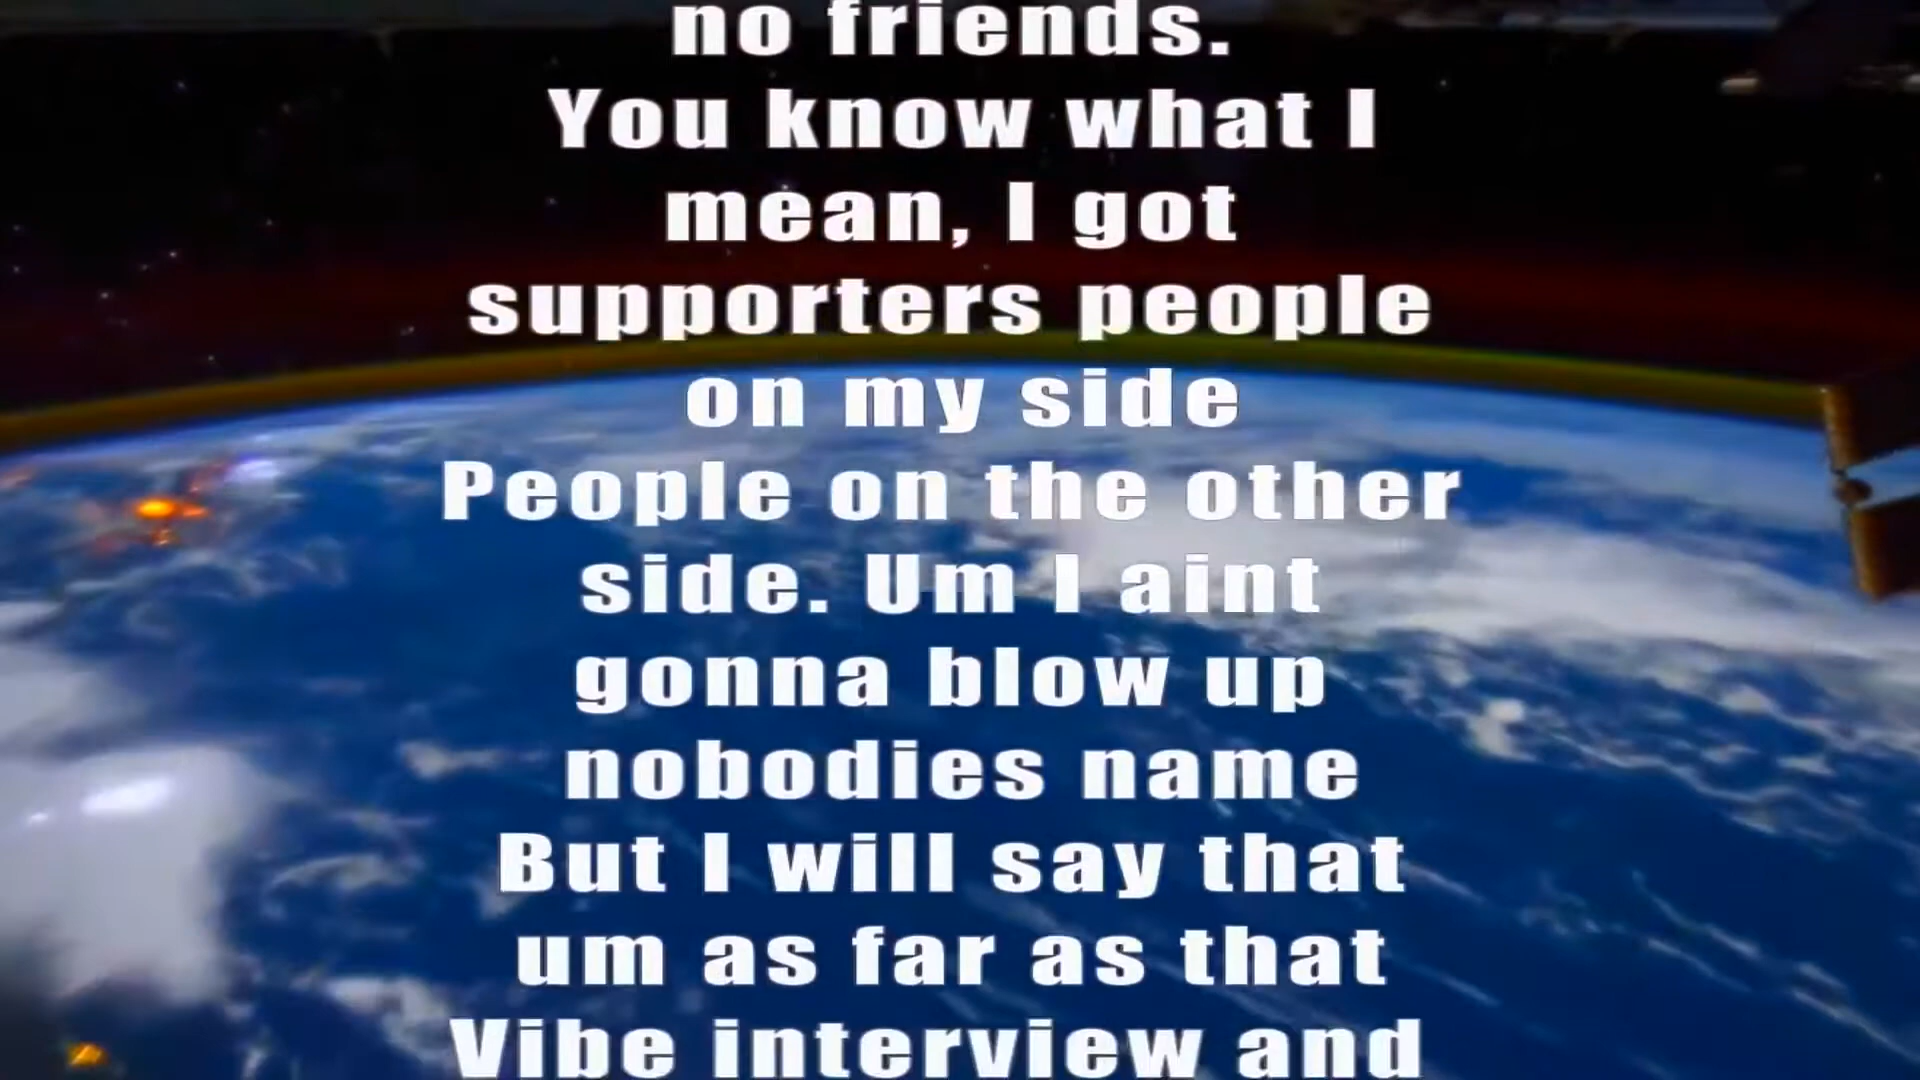 no friends.
You know what I
mean, I got
supporters people
on my side
People on the other
side. Um I aint
gonna blow up
nobodies name
But I will say that
um as far as that
Vibe interview and